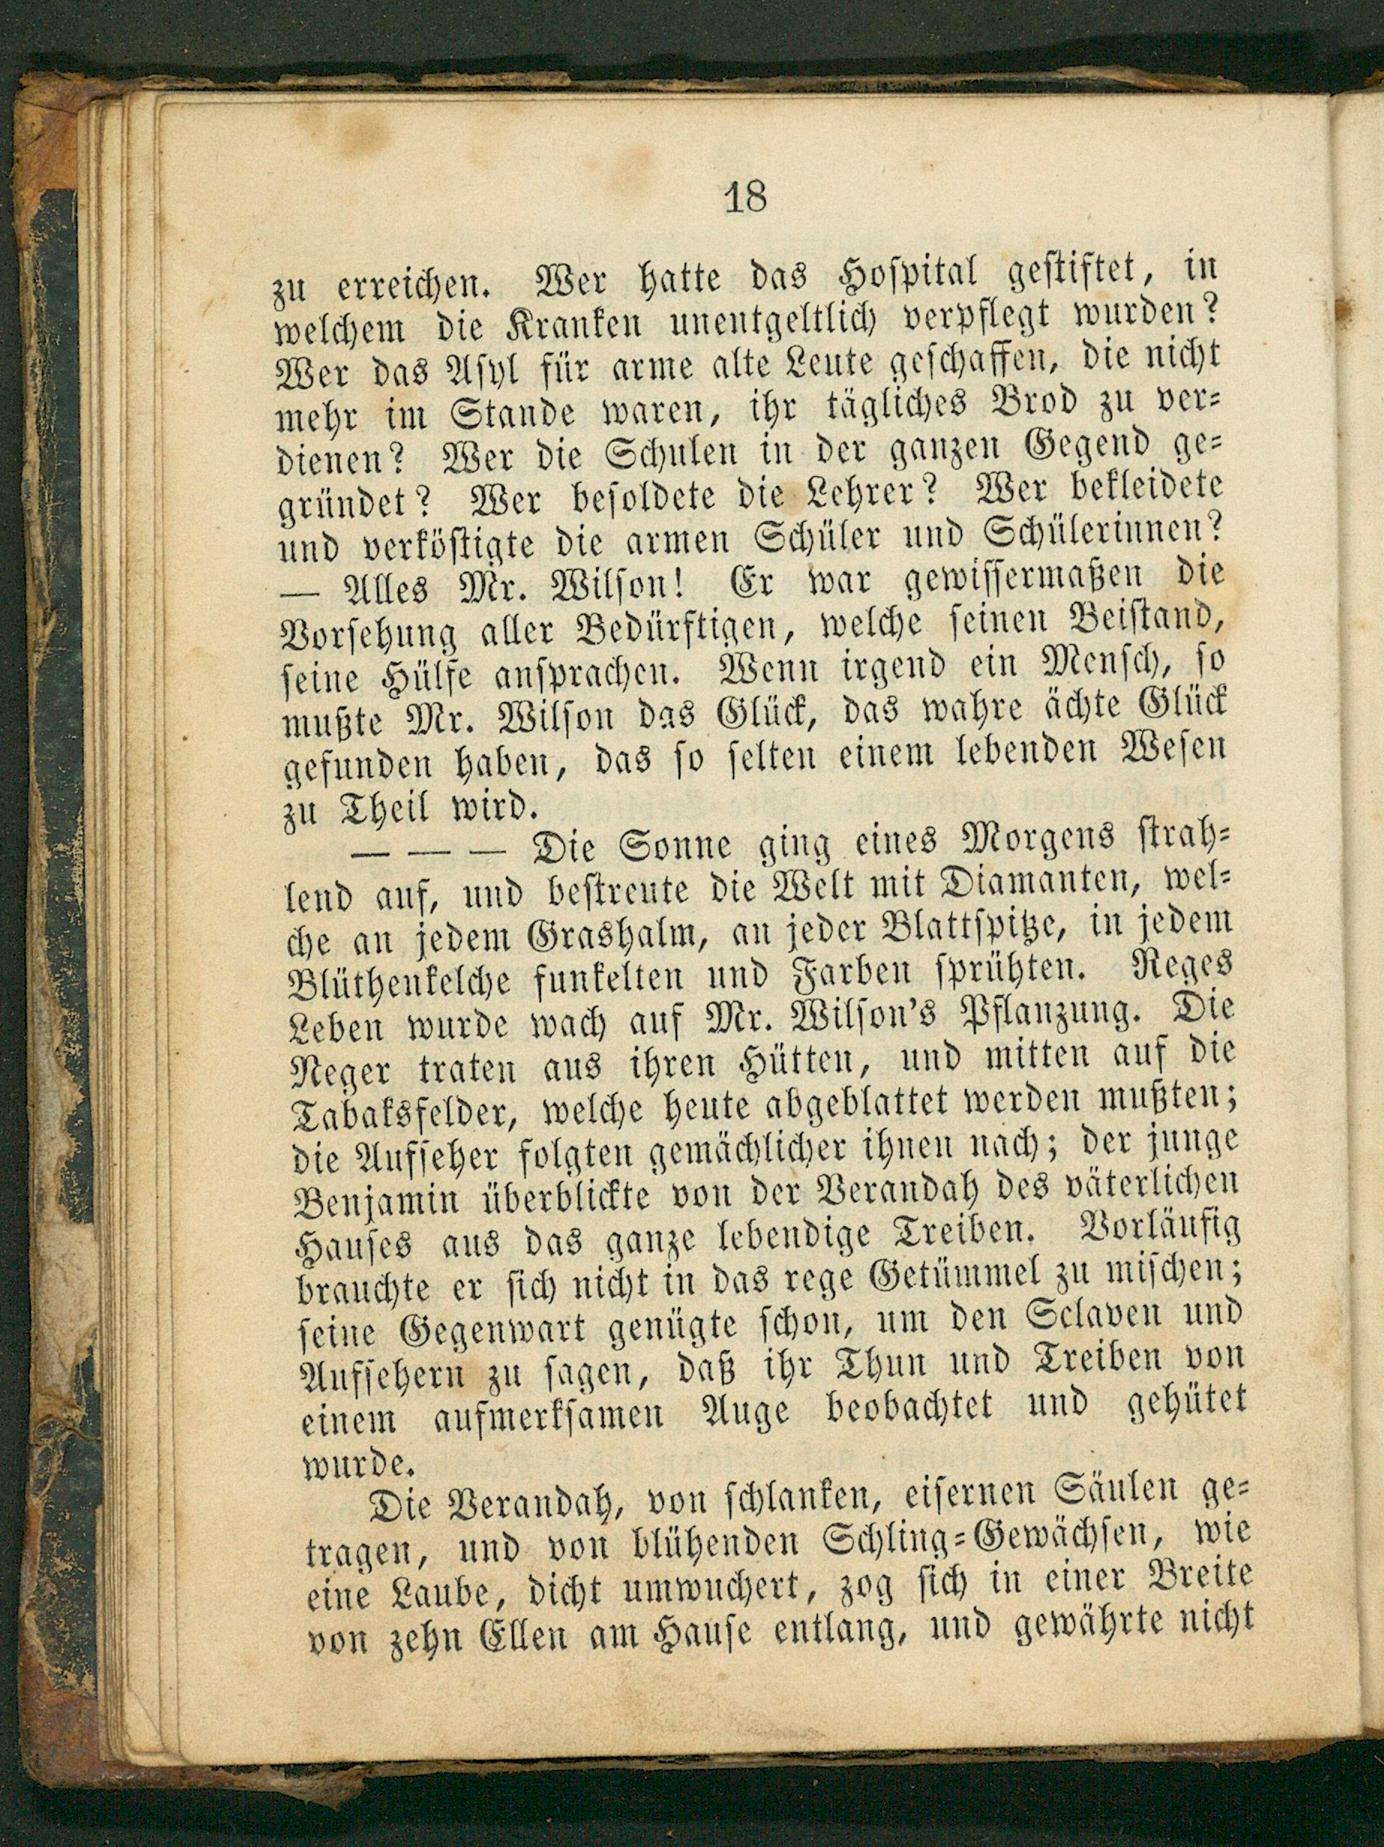 18
zu erreichen. Wer hatte das Hospital gestiftet, in
welchem die Kranken unentgeltlich verpflegt wurden?
Wer das Asyl für arme alte Leute geschaffen, die nicht
mehr im Stande waren, ihr tägliches Brod zu ver-
dienen? Wer die Schulen in der ganzen Gegend ge-
gründet? Wer besoldete die Lehrer? Wer bekleidete
und verköstigte die armen Schüler und Schülerinnen?
— Alles Mr. Wilson! Er war gewissermaßen die
Vorsehung aller Bedürftigen, welche seinen Beistand,
seine Hülfe ansprachen. Wenn irgend ein Mensch, so
mußte Mr. Wilson das Glück, das wahre ächte Glück
gefunden haben, das so selten einem lebenden Wesen
zu Theil wird.
— — — Die Sonne ging eines Morgens strah-
lend auf, und bestreute die Welt mit Diamanten, wel-
che an jedem Grashalm, an jeder Blattspitze, in jedem
Blüthenkelche funkelten und Farben sprühten. Reges
Leben wurde wach auf Mr. Wilson's Pflanzung. Die
Neger traten aus ihren Hütten, und mitten auf die
Tabaksfelder, welche heute abgeblattet werden mußten;
die Aufseher folgten gemächlicher ihnen nach; der junge
Benjamin überblickte von der Verandah des väterlichen
Hauses aus das ganze lebendige Treiben. Vorläufig
brauchte er sich nicht in das rege Getümmel zu mischen;
seine Gegenwart genügte schon, um den Sclaven und
Aufsehern zu sagen, daß ihr Thun und Treiben von
einem aufmerksamen Auge beobachtet und gehütet
wurde.
Die Verandah, von schlanken, eisernen Säulen ge-
tragen, und von blühenden Schling-Gewächsen, wie
eine Laube, dicht umwuchert, zog sich in einer Breite
von zehn Ellen am Hause entlang, und gewährte nicht